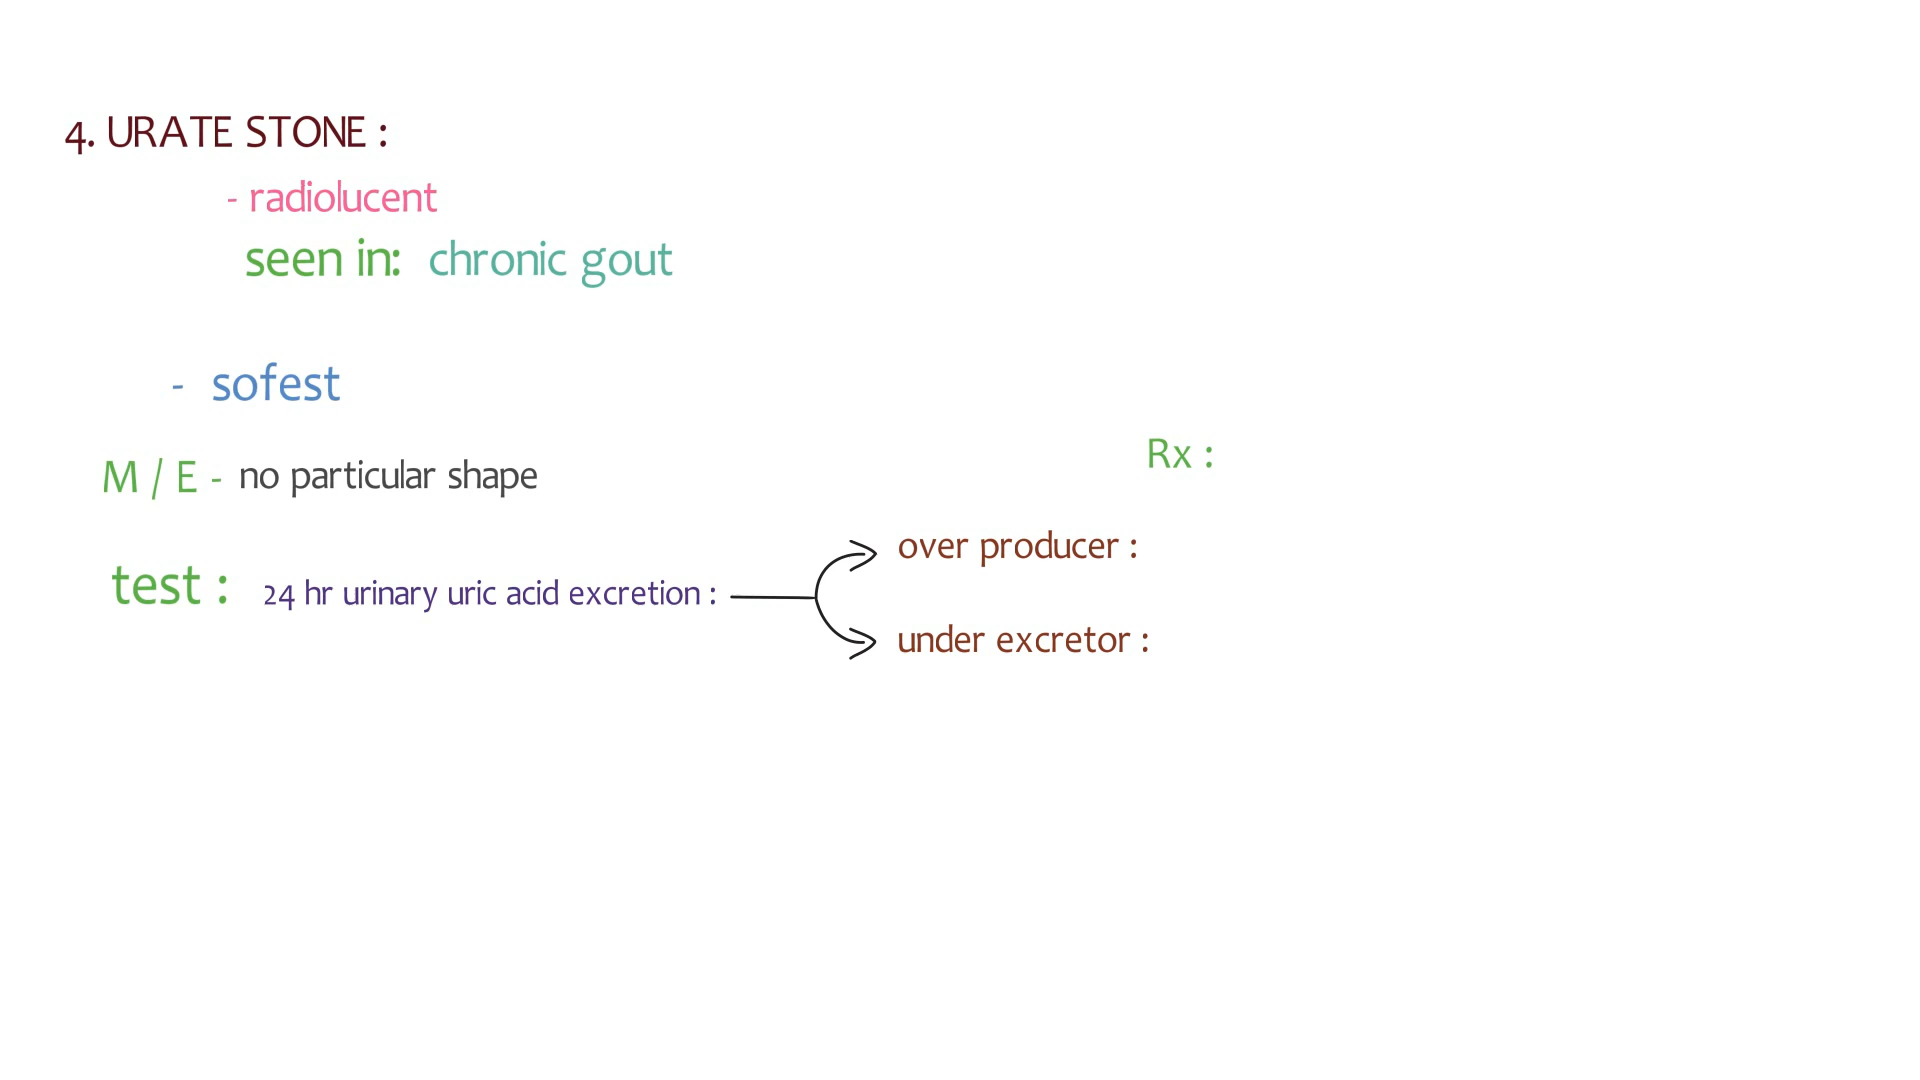 4. URATE STONE :
- radiolucent
seen in: chronic gout
- sofest
Rx :
M / E - no particular shape
over producer :
test : 24 hr urinary uric acid excretion :
under excretor :